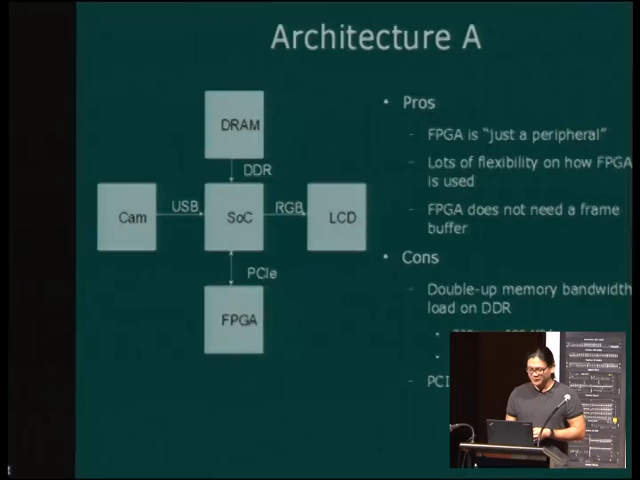 Architecture A
DRAM
DDR
Cam
USB
SoC
RGB
LCD
PCIe
FPGA
• Pros
- FPGA is “just a peripheral”
- Lots of flexibility on how FPGA
is used
- FPGA does not need a frame
buffer
• Cons
- Double-up memory bandwidth
load on DDR